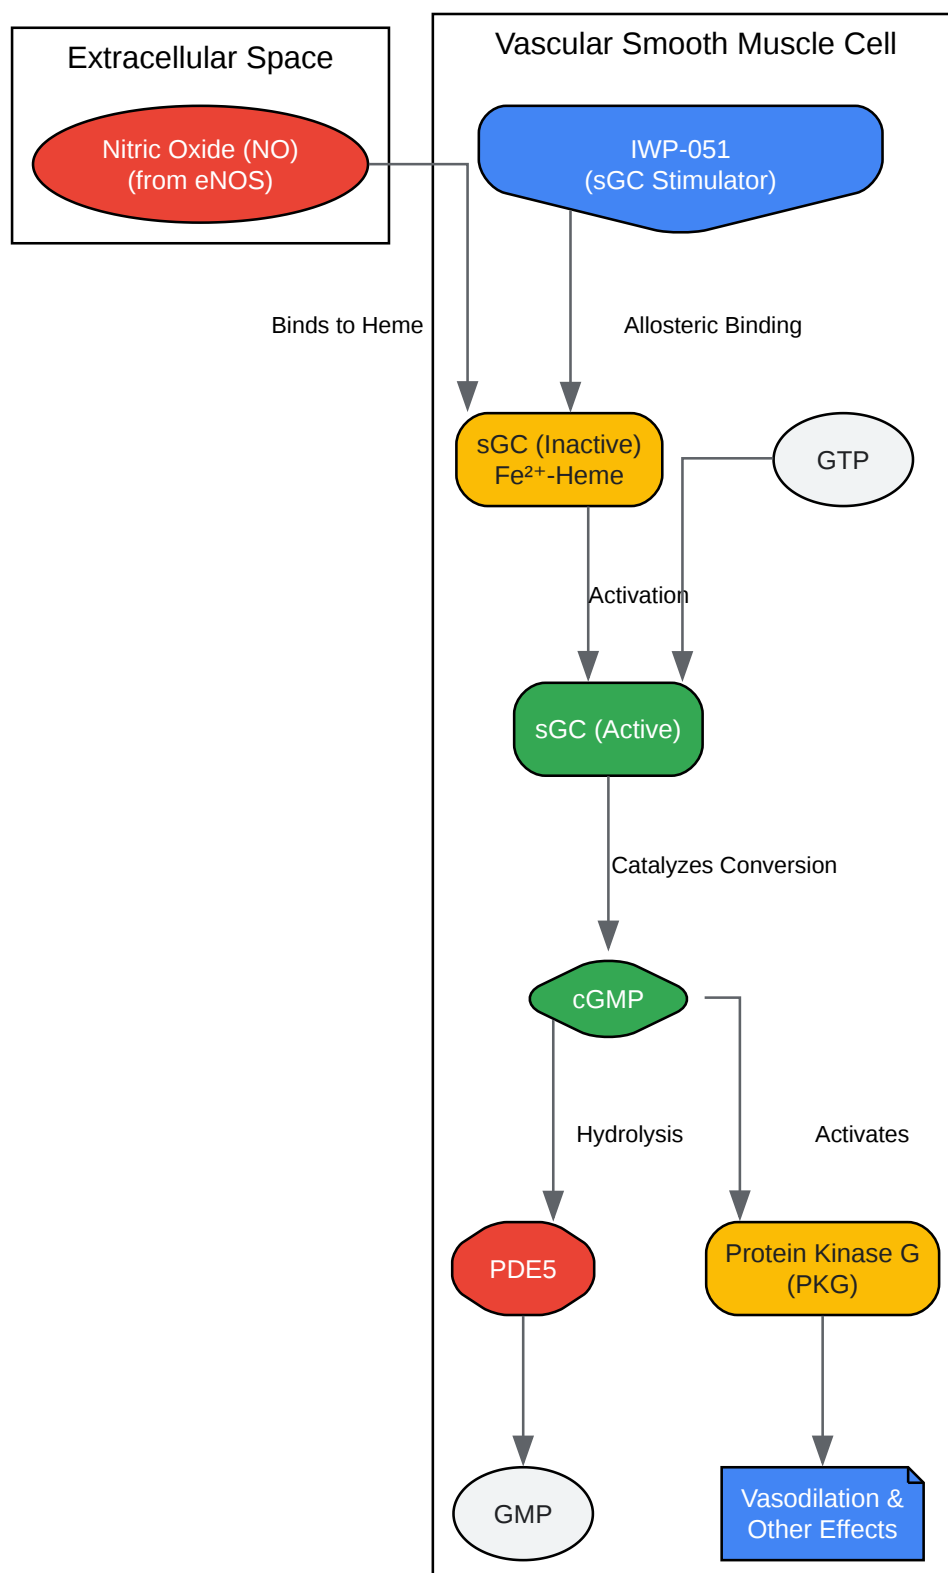 Extracellular Space
Vascular Smooth Muscle Cell
Nitric Oxide (NO)
(from eNOS)
IWP-051
(sGC Stimulator)
Binds to Heme
Allosteric Binding
sGC (Inactive)
Fe²⁺-Heme
GTP
Activation
sGC (Active)
Catalyzes Conversion
cGMP
Hydrolysis
Activates
PDE5
Protein Kinase G
(PKG)
GMP
Vasodilation &
Other Effects